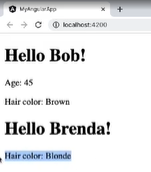 MyAngularApp
localhost:4200
Hello Bob!
Age: 45
Hair color: Brown
Hello Brenda!
Hair color: Blonde